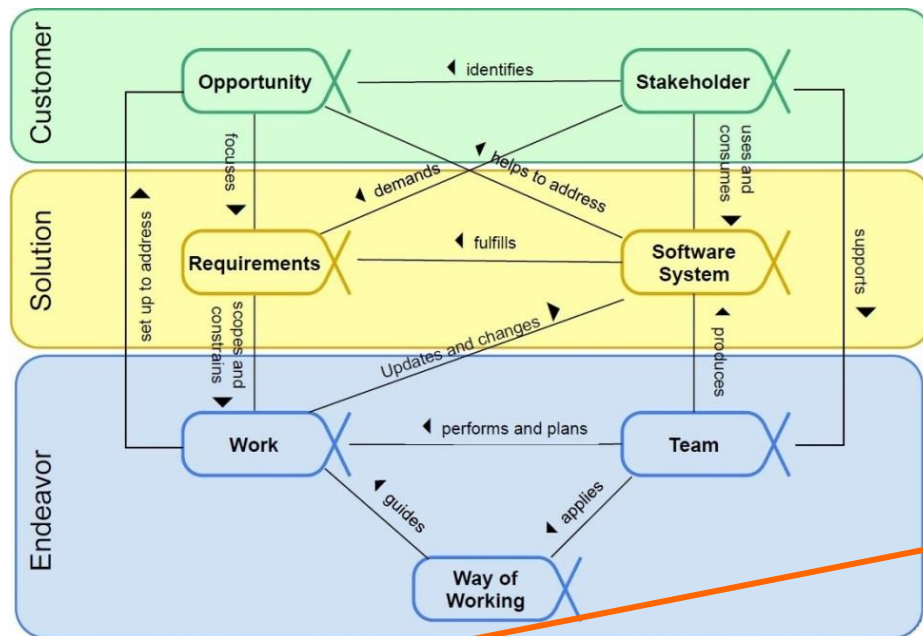 Customer
Opportunity
identifies
Stakeholder
focuses
demands
helps to address
uses and
consumes
Solution
set up to address
Requirements
fulfills
Software
System
supports
scopes and
constrains
Updates and changes
produces
Endeavor
Work
performs and plans
Team
guides
applies
Way of
Working